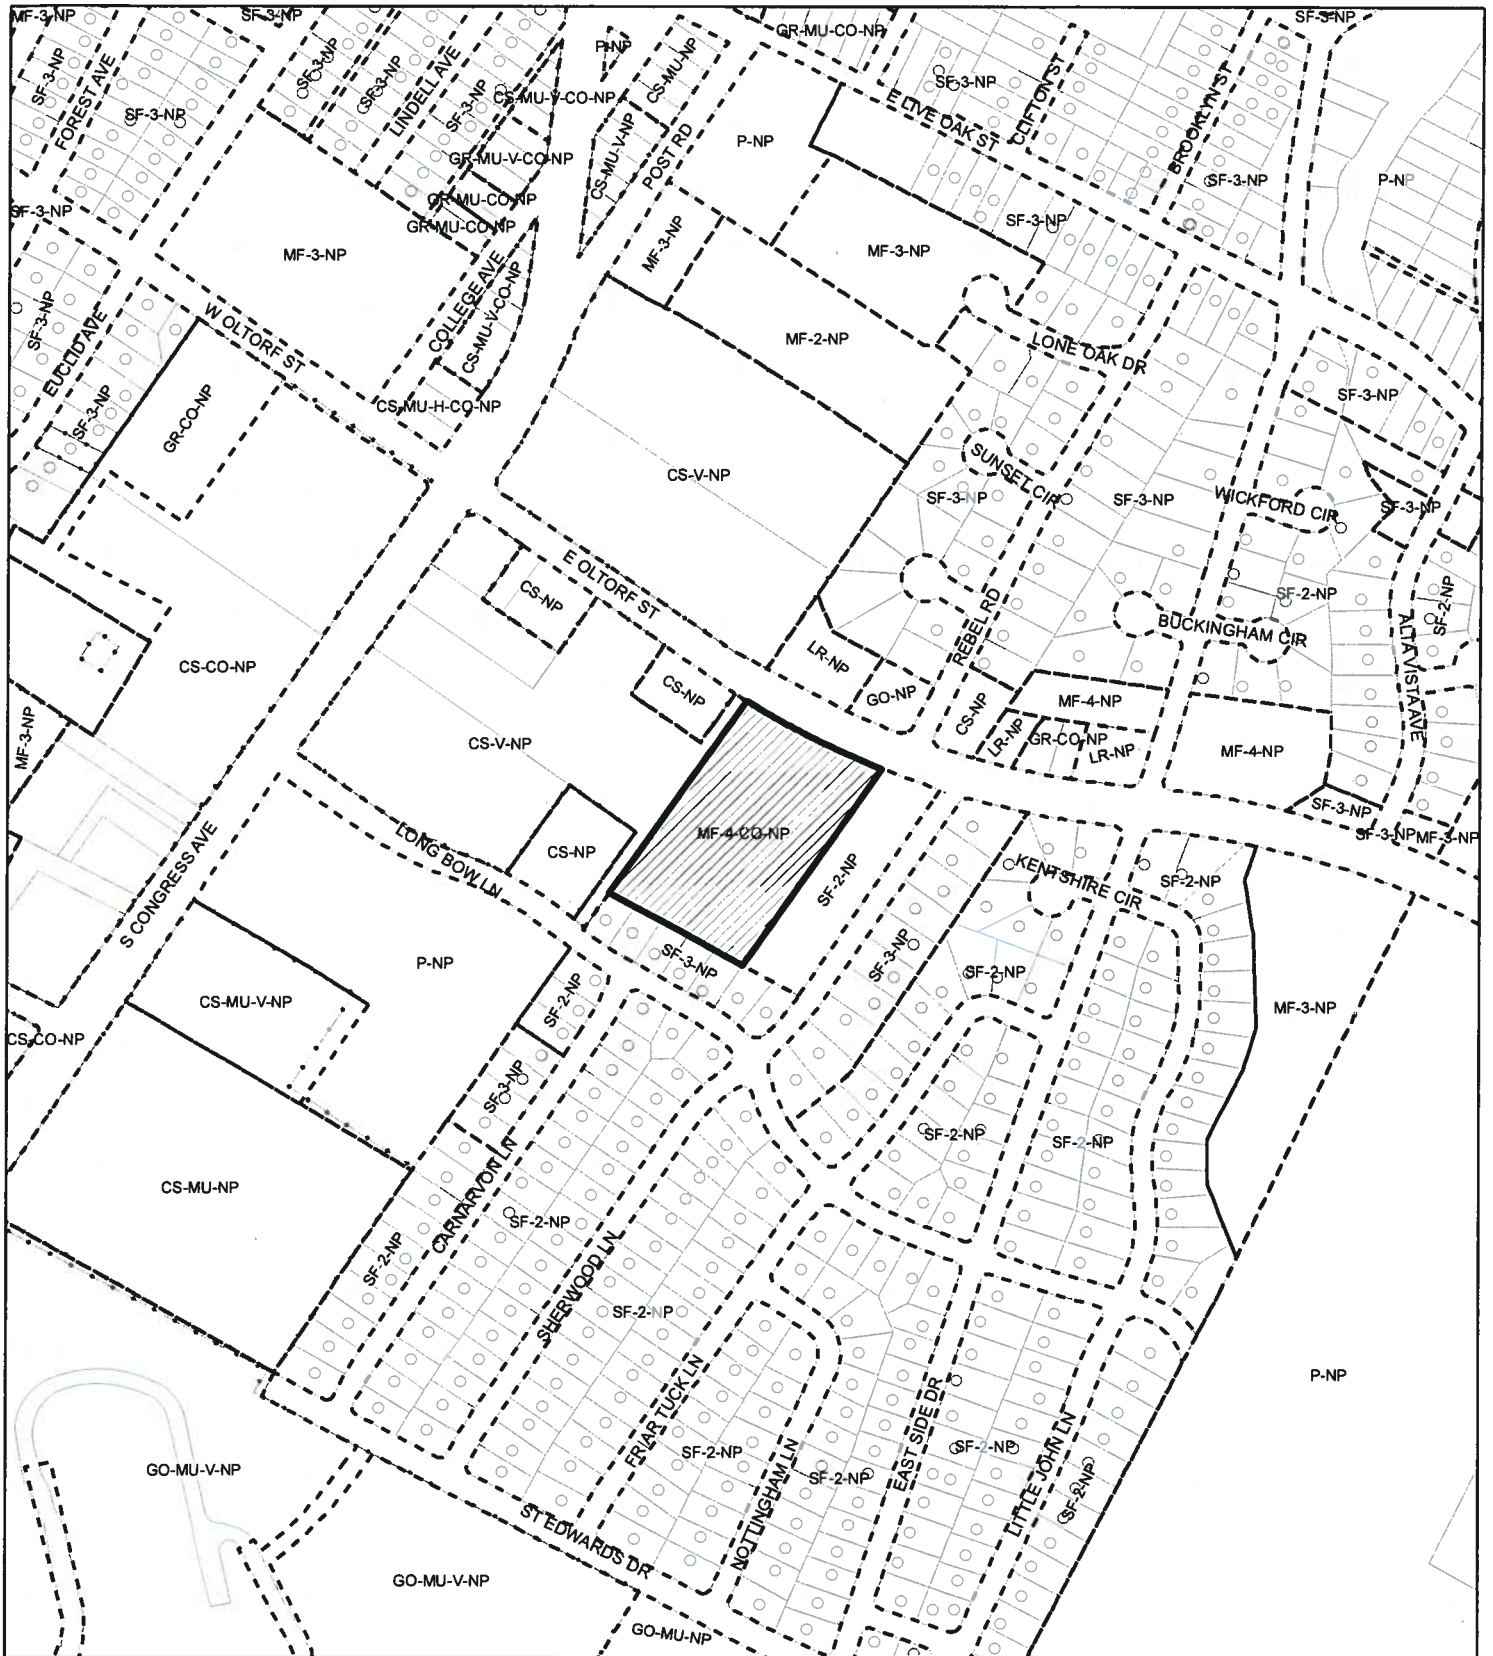 MF-3-NP
SF-3-NP
SF-3-NP
GR-MU-CO-NP
P-NP
SF-3-NP
FOREST AVE
SF-3-NP
SF-3-NP
SF-3-NP
LINDELL AVE
SF-3-NP
CS-MU-V-CO-NP
CS-MU-NP
SF-3-NP
E LIVE OAK ST
CLIFTON ST
BROOKLYN ST
GR-MU-V-CO-NP
CS-MU-V-NP
POST RD
P-NP
SF-3-NP
P-NP
SF-3-NP
GR-MU-CO-NP
GR-MU-CO-NP
MF-3-NP
MF-3-NP
MF-3-NP
SF-3-NP
SF-3-NP
EUCLID AVE
W OLTORF ST
COLLEGE AVE
CS-MU-V-CO-NP
MF-2-NP
LONE OAK DR
SF-3-NP
SF-3-NP
GR-CO-NP
CS-MU-H-CO-NP
CS-V-NP
SUNSET CIR
SF-3-NP
SF-3-NP
WICKFORD CIR
SF-3-NP
CS-NP
E OLTORF ST
REBEL RD
SF-2-NP
SF-2-NP
BUCKINGHAM CIR
ALTA VISTA AVE
CS-CO-NP
LR-NP
GO-NP
CS-NP
CS-NP
MF-4-NP
LR-NP
GR-CO-NP
LR-NP
MF-4-NP
MF-3-NP
CS-V-NP
SF-3-NP
SF-3-NP
MF-3-NP
MF-4-CO-NP
LONG BOW LN
CS-NP
SF-2-NP
KENTSHIRE CIR
SF-2-NP
S CONGRESS AVE
P-NP
SF-3-NP
SF-3-NP
SF-2-NP
CS-MU-V-NP
SF-2-NP
MF-3-NP
CS-CO-NP
SF-3-NP
SF-2-NP
SF-2-NP
CS-MU-NP
CARNARVON LN
SF-2-NP
SF-2-NP
SHERWOOD LN
SF-2-NP
FRIAR TUCK LN
P-NP
SF-2-NP
NOTTINGHAM LN
SF-2-NP
EAST SIDE DR
SF-2-NP
LITTLE JOHN LN
SF-2-NP
GO-MU-V-NP
ST EDWARDS DR
GO-MU-V-NP
GO-MU-NP